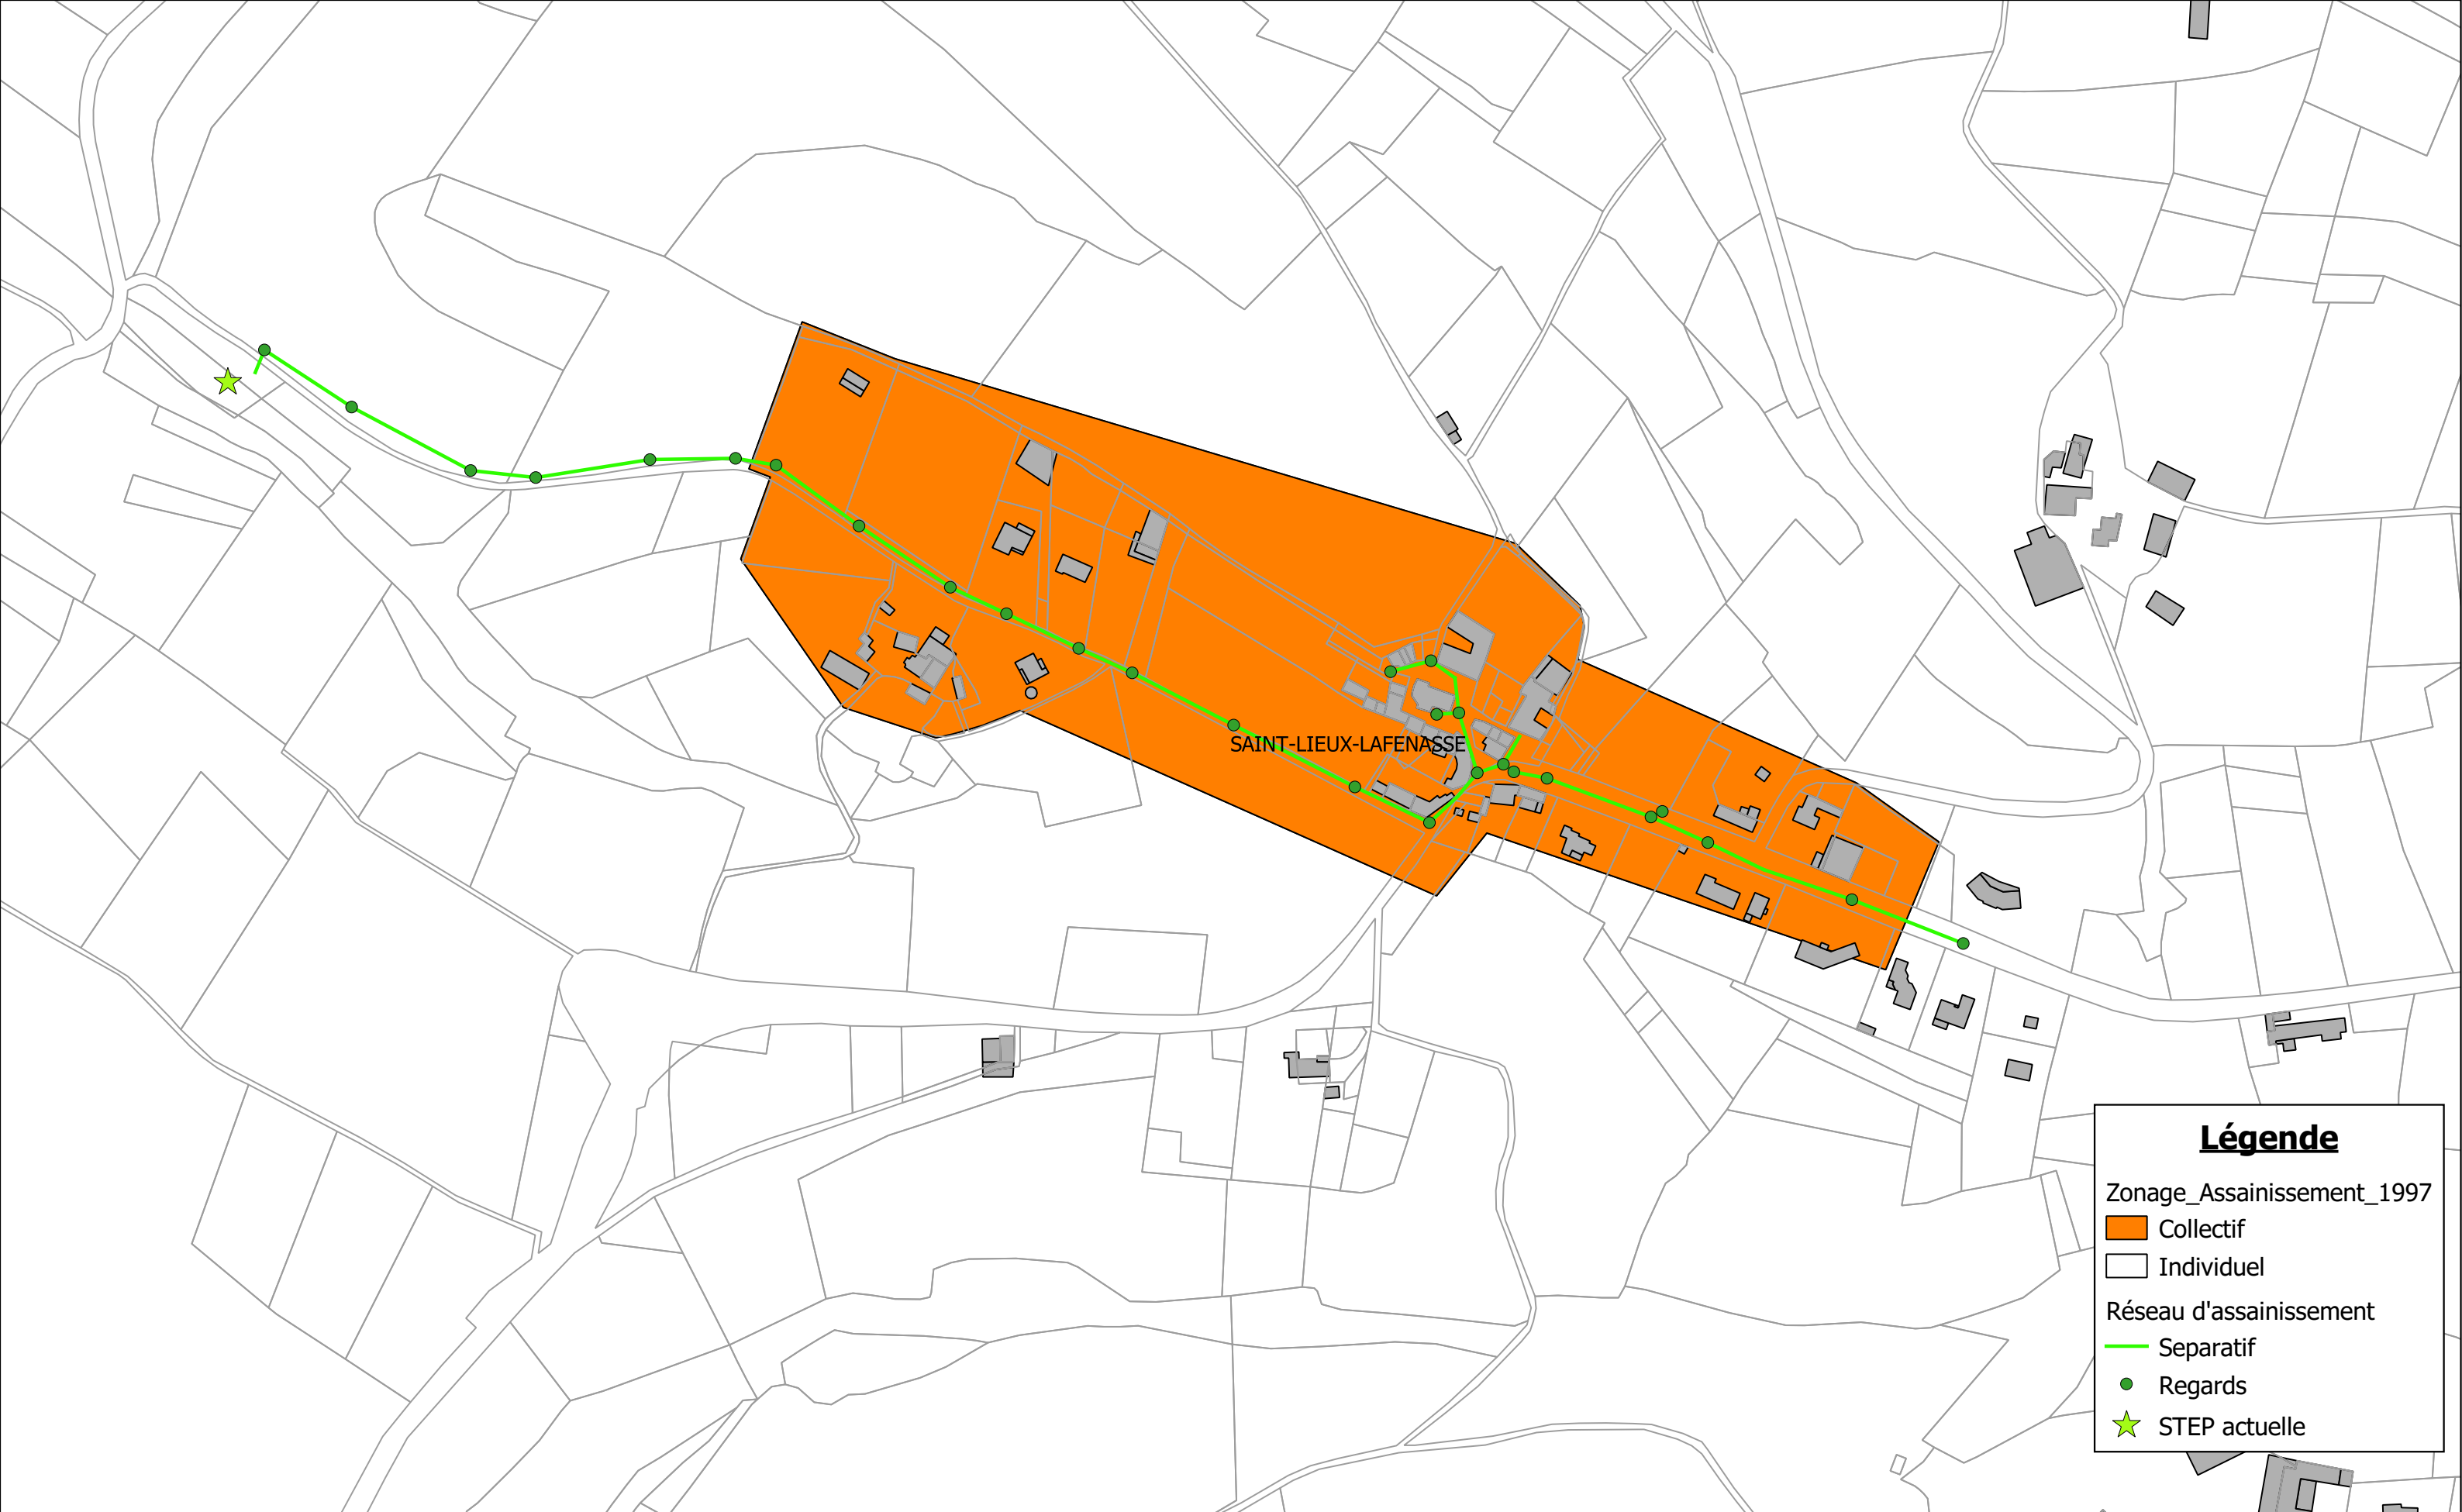 SAINT-LIEUX-LAFENASSE
Légende
Zonage_Assainissement_1997
Collectif
Individuel
Réseau d'assainissement
Separatif
Regards
STEP actuelle